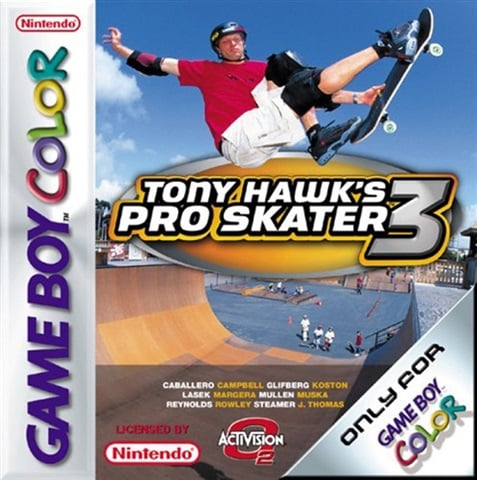 Nintendo
GAME BOY COLOR
TM
TONY HAWK'S
PRO SKATER 3
CABALLERO CAMPBELL GLIFBERG KOSTON
LASEK MARGERA MULLEN MUSKA
REYNOLDS ROWLEY STEAMER J. THOMAS
LICENSED BY
Nintendo
ACTIVISION
O2
ONLY FOR
GAME BOY
COLOR